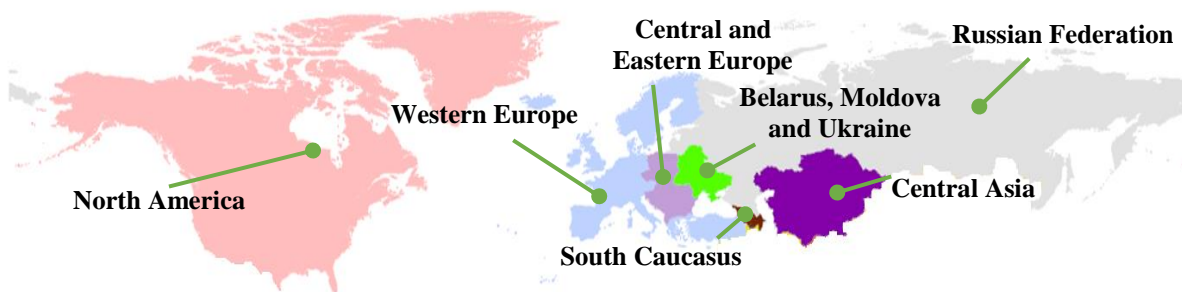 Central and
Eastern Europe
Russian Federation
Western Europe
Belarus, Moldova
and Ukraine
North America
Central Asia
South Caucasus